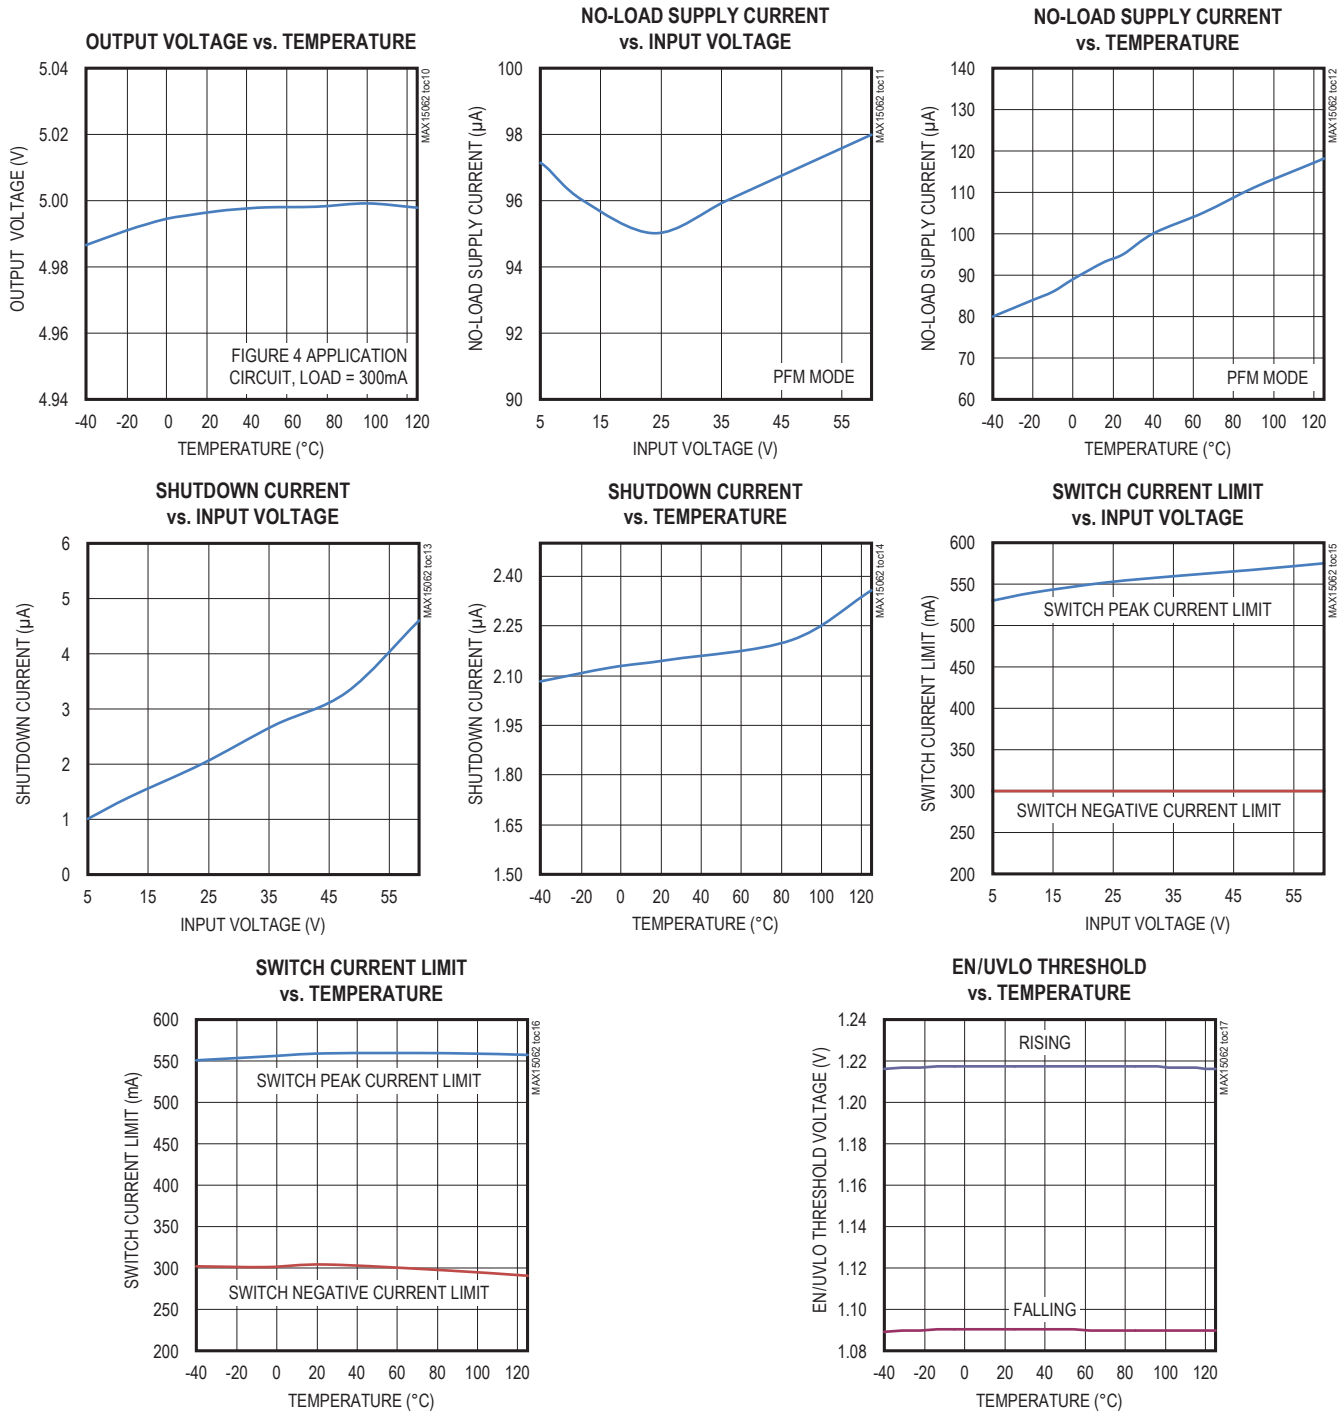 OUTPUT VOLTAGE vs. TEMPERATURE
5.04
5.02
5.00
4.98
4.96
4.94
OUTPUT VOLTAGE (V)
FIGURE 4 APPLICATION
CIRCUIT, LOAD = 300mA
-40 -20 0 20 40 60 80 100 120
TEMPERATURE (°C)
MAX15062 toc10
NO-LOAD SUPPLY CURRENT
vs. INPUT VOLTAGE
100
98
96
94
92
90
NO-LOAD SUPPLY CURRENT (µA)
PFM MODE
5 15 25 35 45 55
INPUT VOLTAGE (V)
MAX15062 toc11
NO-LOAD SUPPLY CURRENT
vs. TEMPERATURE
140
130
120
110
100
90
80
70
60
NO-LOAD SUPPLY CURRENT (µA)
PFM MODE
-40 -20 0 20 40 60 80 100 120
TEMPERATURE (°C)
MAX15062 toc12
SHUTDOWN CURRENT
vs. INPUT VOLTAGE
6
5
4
3
2
1
0
SHUTDOWN CURRENT (µA)
5 15 25 35 45 55
INPUT VOLTAGE (V)
MAX15062 toc13
SHUTDOWN CURRENT
vs. TEMPERATURE
2.40
2.25
2.10
1.95
1.80
1.65
1.50
SHUTDOWN CURRENT (µA)
-40 -20 0 20 40 60 80 100 120
TEMPERATURE (°C)
MAX15062 toc14
SWITCH CURRENT LIMIT
vs. INPUT VOLTAGE
600
550
500
450
400
350
300
250
200
SWITCH CURRENT LIMIT (mA)
SWITCH PEAK CURRENT LIMIT
SWITCH NEGATIVE CURRENT LIMIT
5 15 25 35 45 55
INPUT VOLTAGE (V)
MAX15062 toc15
SWITCH CURRENT LIMIT
vs. TEMPERATURE
600
550
500
450
400
350
300
250
200
SWITCH CURRENT LIMIT (mA)
SWITCH PEAK CURRENT LIMIT
SWITCH NEGATIVE CURRENT LIMIT
-40 -20 0 20 40 60 80 100 120
TEMPERATURE (°C)
MAX15062 toc16
EN/UVLO THRESHOLD
vs. TEMPERATURE
1.24
1.22
1.20
1.18
1.16
1.14
1.12
1.10
1.08
EN/UVLO THRESHOLD VOLTAGE (V)
RISING
FALLING
-40 -20 0 20 40 60 80 100 120
TEMPERATURE (°C)
MAX15062 toc17